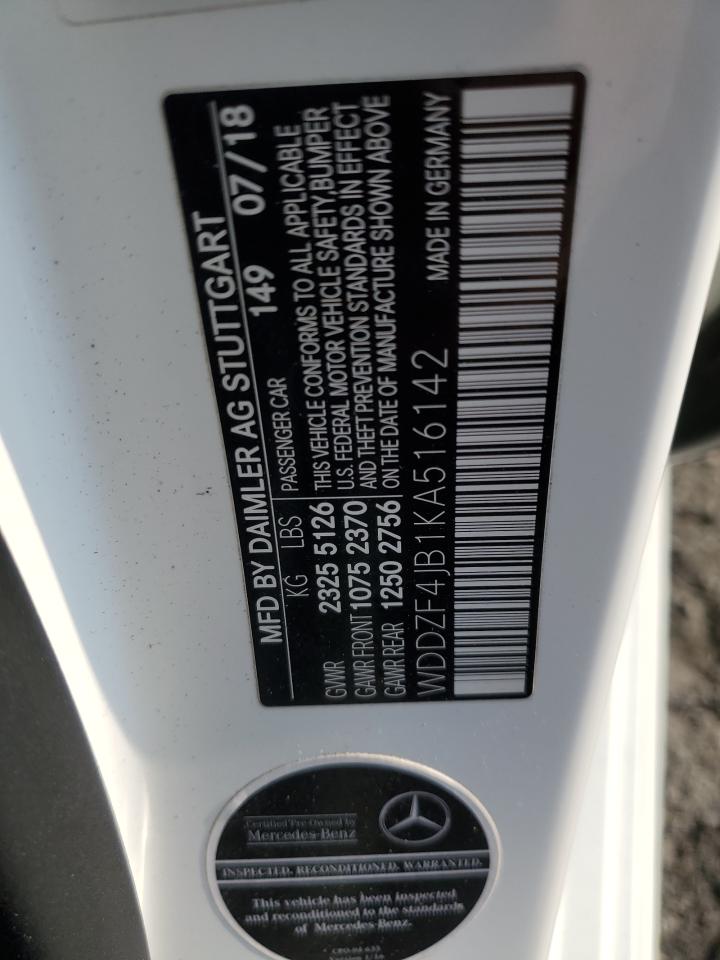 MFD BY DAIMLER AG STUTTGART
149 07/18
KG LBS PASSENGER CAR
GVWR 2325 5126 THIS VEHICLE CONFORMS TO ALL APPLICABLE
U.S. FEDERAL MOTOR VEHICLE SAFETY, BUMPER
GAWR FRONT 1075 2370 AND THEFT PREVENTION STANDARDS IN EFFECT
GAWR REAR 1250 2756 ON THE DATE OF MANUFACTURE SHOWN ABOVE
WDDZF4JB1KA516142 MADE IN GERMANY
Certified Pre-Owned by
Mercedes-Benz
INSPECTED. RECONDITIONED. WARRANTED.
This vehicle has been inspected
and reconditioned to the standards
of Mercedes-Benz.